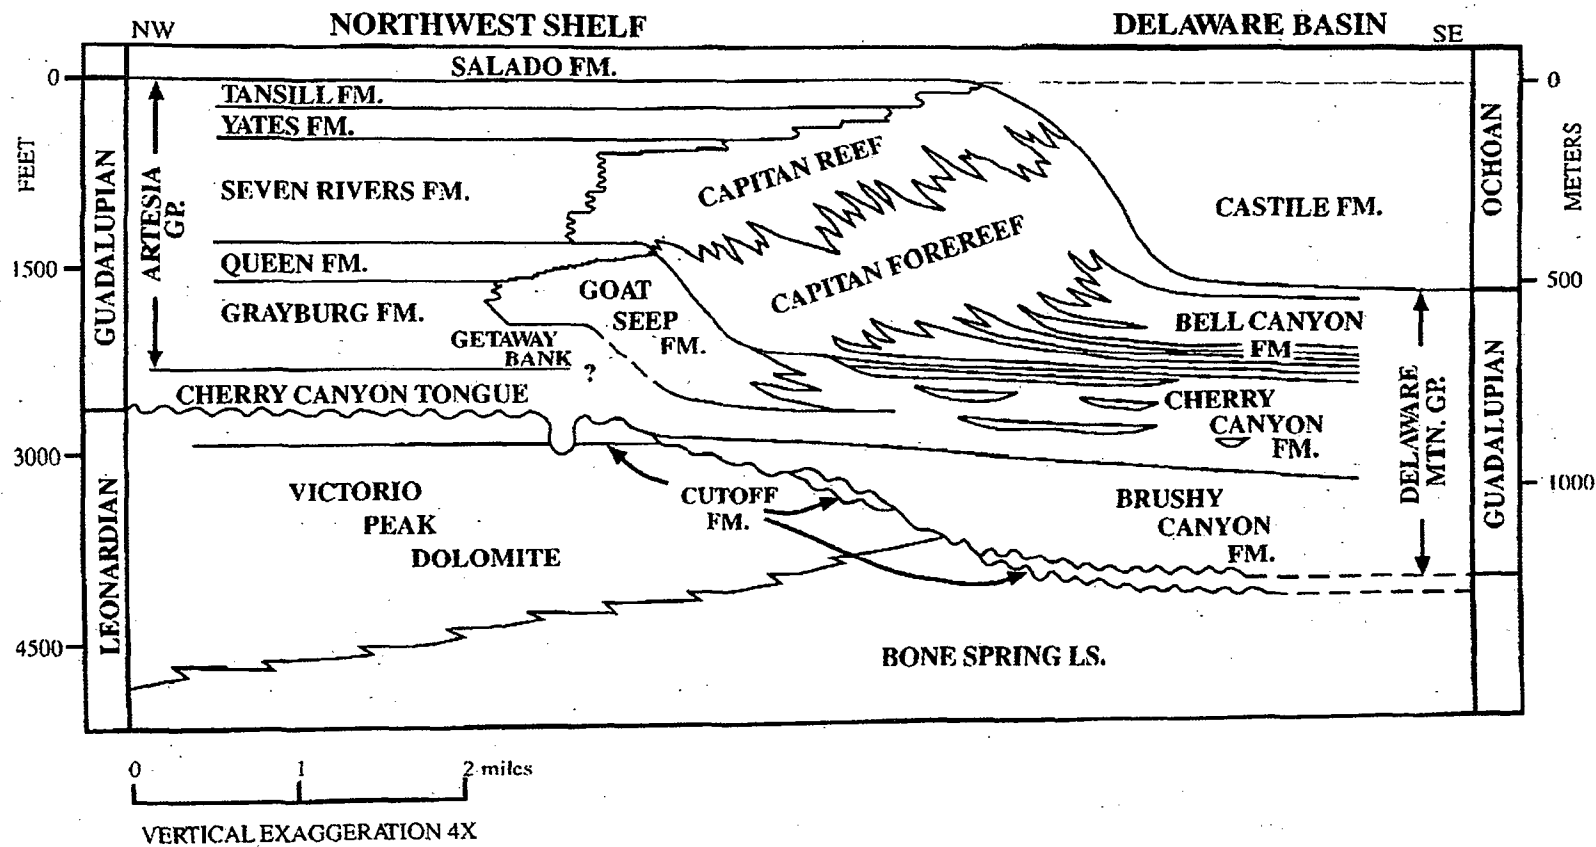 NW
NORTHWEST SHELF
DELAWARE BASIN
SE
SALADO FM.
0
0
TANSILL FM.
YATES FM.
FEET
METERS
GUADALUPIAN
ARTESIA
GP.
OCHOAN
CAPITAN REEF
SEVEN RIVERS FM.
CASTILE FM.
QUEEN FM.
1500
500
CAPITAN FOREREEF
GOAT
SEEP
FM.
GRAYBURG FM.
GETAWAY
BANK
?
BELL CANYON
FM
CHERRY CANYON TONGUE
CHERRY
CANYON
FM.
DELAWARE
MTN. GP.
GUADALUPIAN
3000
1000
LEONARDIAN
VICTORIO
PEAK
DOLOMITE
CUTOFF
FM.
BRUSHY
CANYON
FM.
4500
BONE SPRING LS.
0
1
2 miles
VERTICAL EXAGGERATION 4X